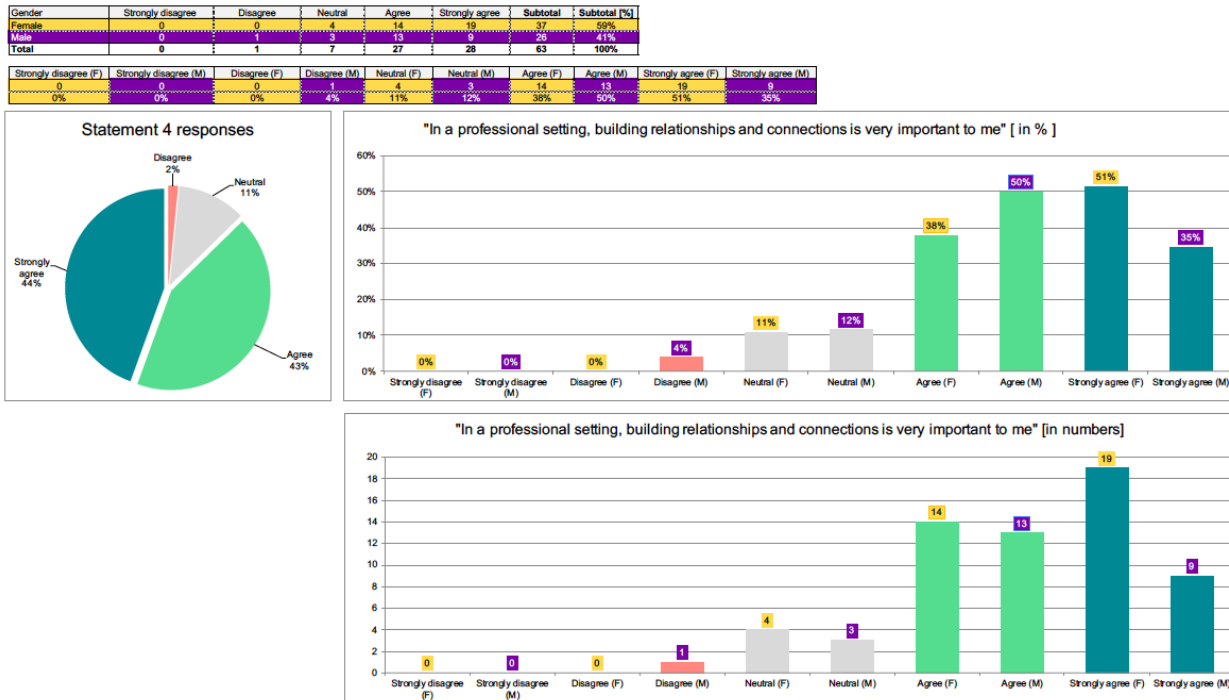 Gender Strongly disagree Disagree Neutral Agree Strongly agree Subtotal Subtotal [%]
Female 0 0 4 14 19 37 59%
Male 0 1 3 13 9 26 41%
Total 0 1 7 27 28 63 100%
Strongly disagree (F) Strongly disagree (M) Disagree (F) Disagree (M) Neutral (F) Neutral (M) Agree (F) Agree (M) Strongly agree (F) Strongly agree (M)
0 0 0 1 4 3 14 13 19 9
0% 0% 0% 4% 11% 12% 38% 50% 51% 35%
Statement 4 responses
Disagree
2%
Neutral
11%
Strongly
agree
44%
Agree
43%
"In a professional setting, building relationships and connections is very important to me" [ in % ]
60%
50%
40%
30%
20%
10%
0%
0% 0% 0% 4% 11% 12% 38% 50% 51% 35%
Strongly disagree (F) Strongly disagree (M) Disagree (F) Disagree (M) Neutral (F) Neutral (M) Agree (F) Agree (M) Strongly agree (F) Strongly agree (M)
"In a professional setting, building relationships and connections is very important to me" [in numbers]
20
18
16
14
12
10
8
6
4
2
0
0 0 0 1 4 3 14 13 19 9
Strongly disagree (F) Strongly disagree (M) Disagree (F) Disagree (M) Neutral (F) Neutral (M) Agree (F) Agree (M) Strongly agree (F) Strongly agree (M)